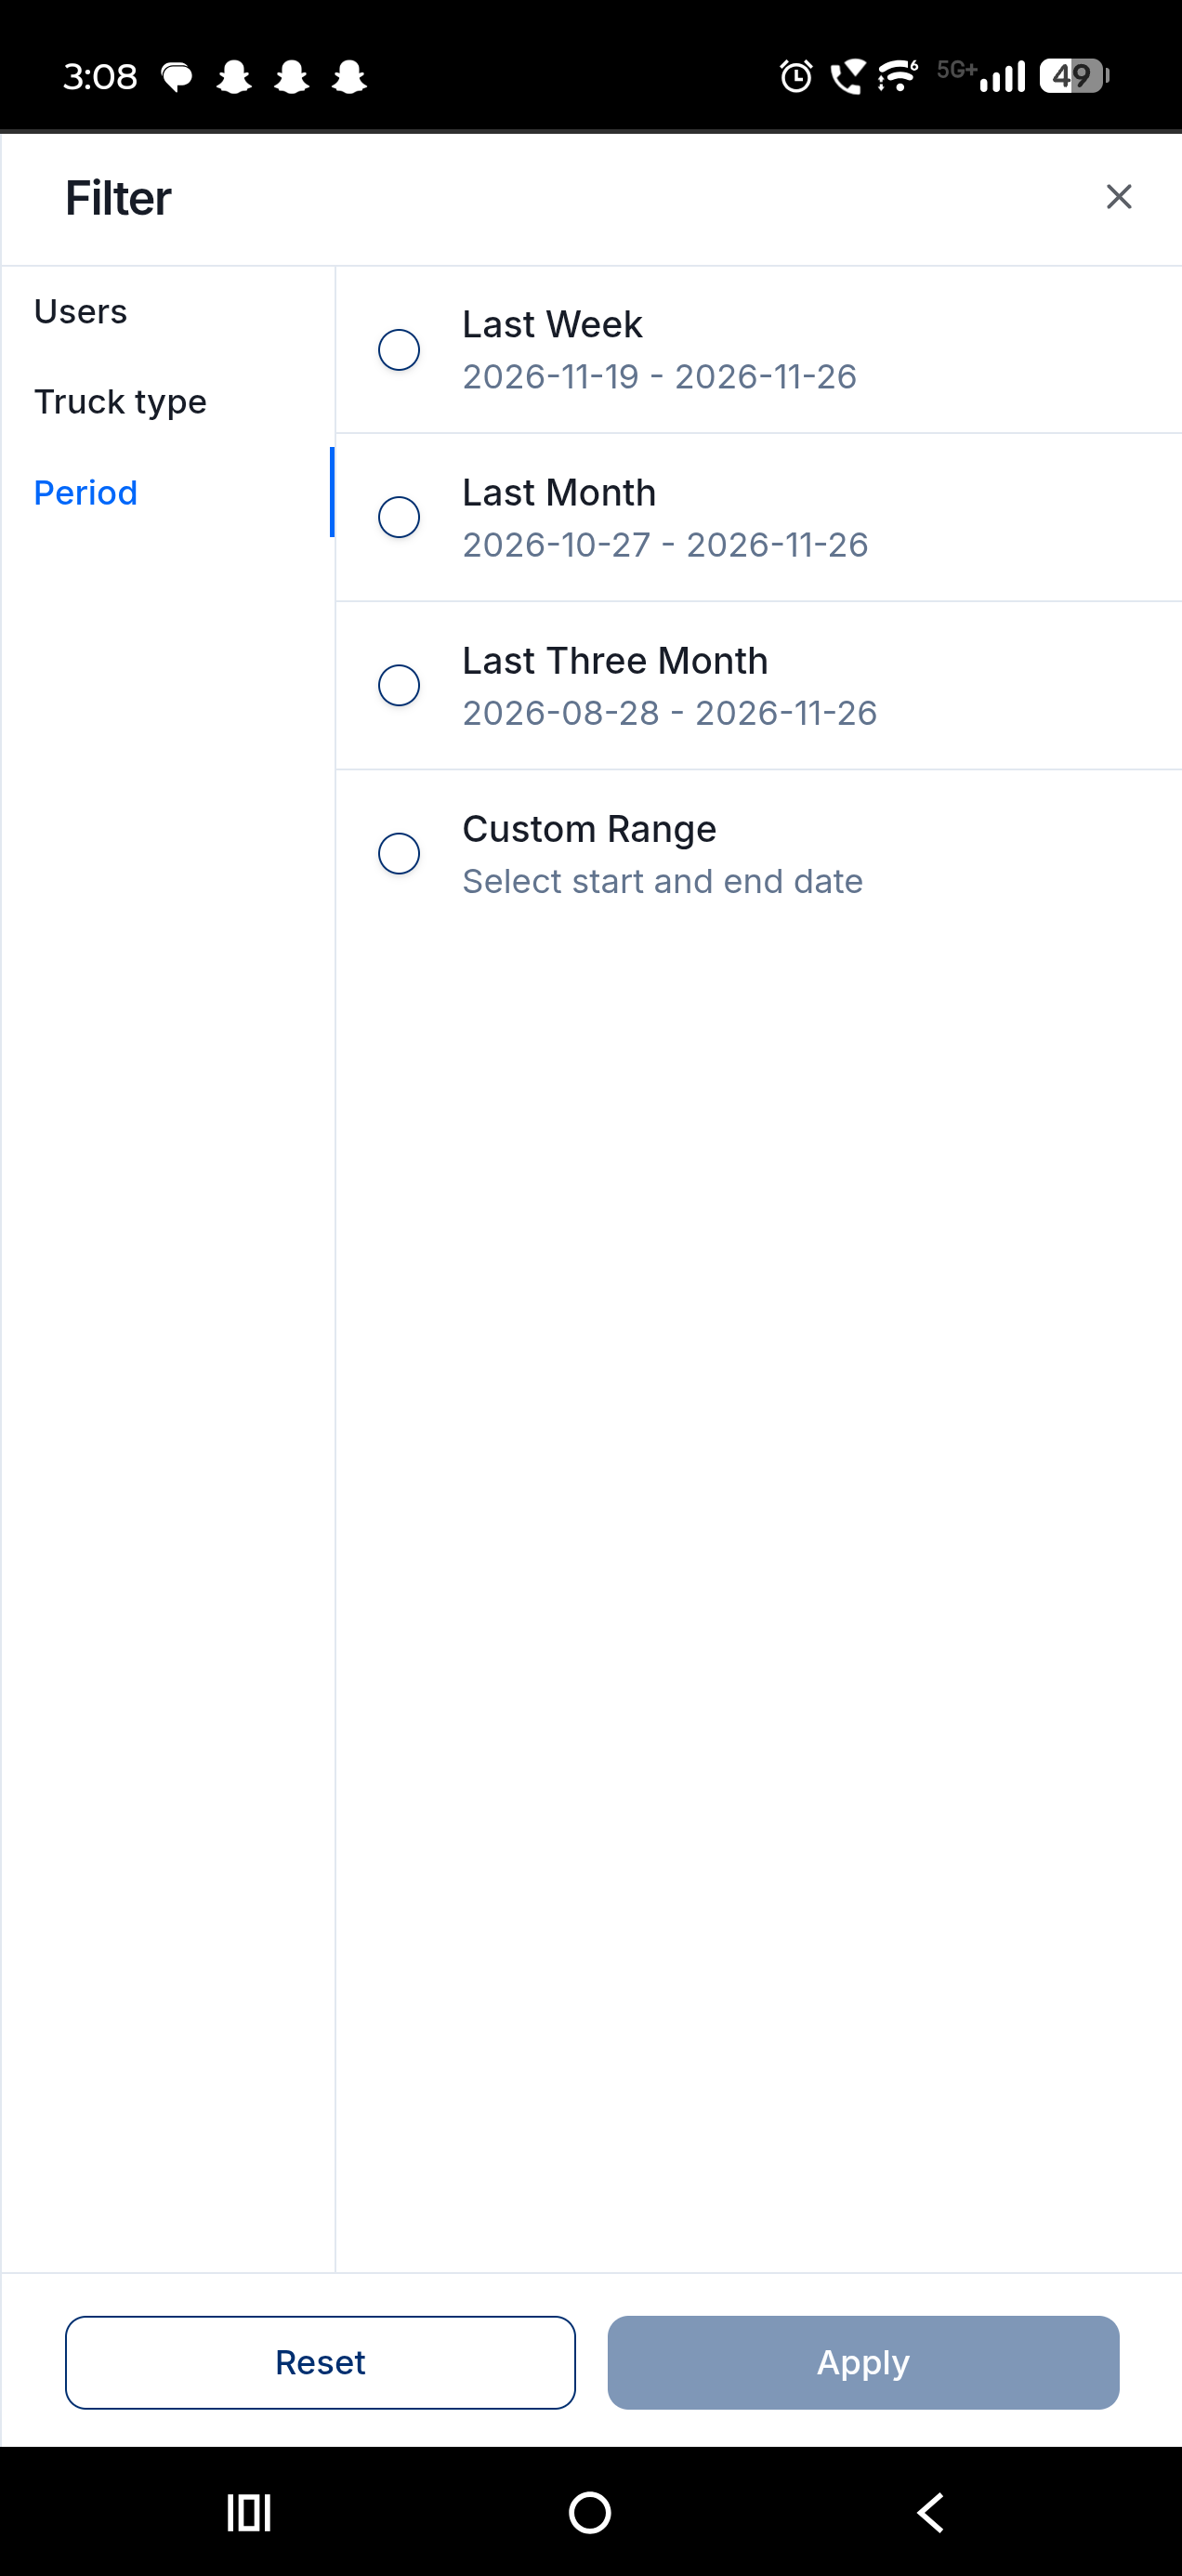 3:08
6 5G+ 49
Filter
Users
Truck type
Period
Last Week
2026-11-19 - 2026-11-26
Last Month
2026-10-27 - 2026-11-26
Last Three Month
2026-08-28 - 2026-11-26
Custom Range
Select start and end date
Reset
Apply